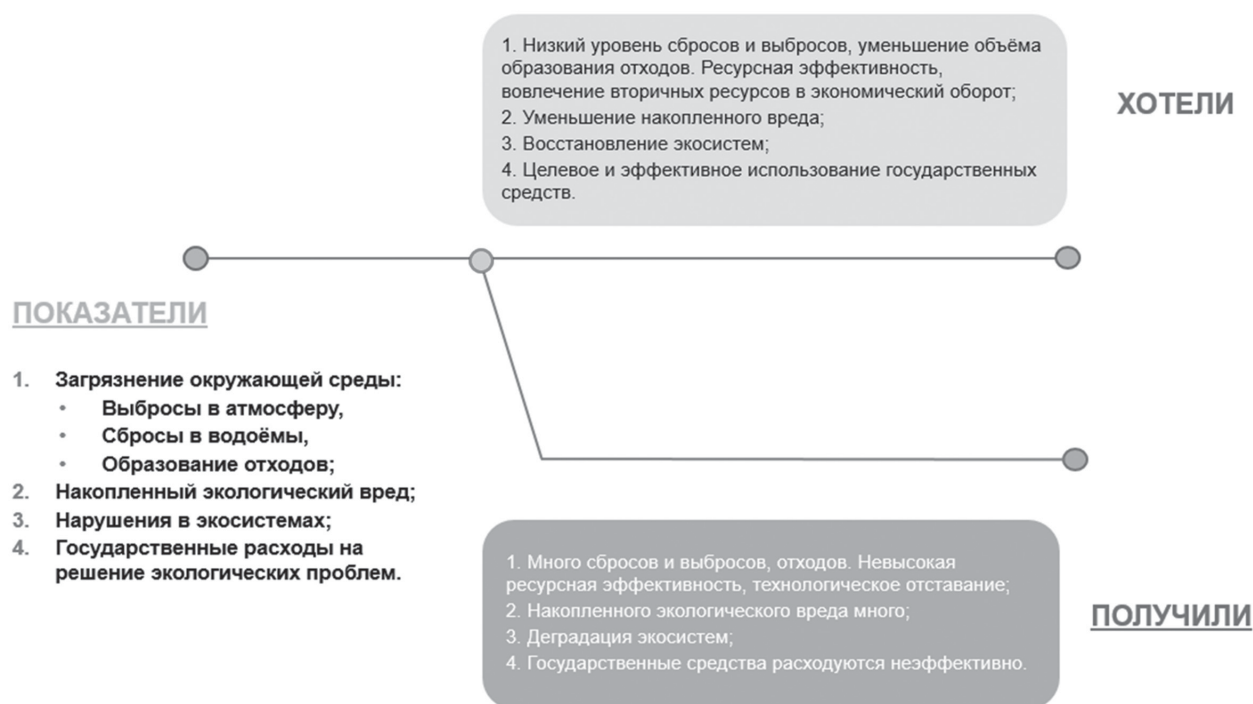 1. Низкий уровень сбросов и выбросов, уменьшение объёма
образования отходов. Ресурсная эффективность,
вовлечение вторичных ресурсов в экономический оборот;
2. Уменьшение накопленного вреда;
3. Восстановление экосистем;
4. Целевое и эффективное использование государственных
средств.
ХОТЕЛИ
ПОКАЗАТЕЛИ
1. Загрязнение окружающей среды:
• Выбросы в атмосферу,
• Сбросы в водоёмы,
• Образование отходов;
2. Накопленный экологический вред;
3. Нарушения в экосистемах;
4. Государственные расходы на
решение экологических проблем.
1. Много сбросов и выбросов, отходов. Невысокая
ресурсная эффективность, технологическое отставание;
2. Накопленного экологического вреда много;
3. Деградация экосистем;
4. Государственные средства расходуются неэффективно.
ПОЛУЧИЛИ